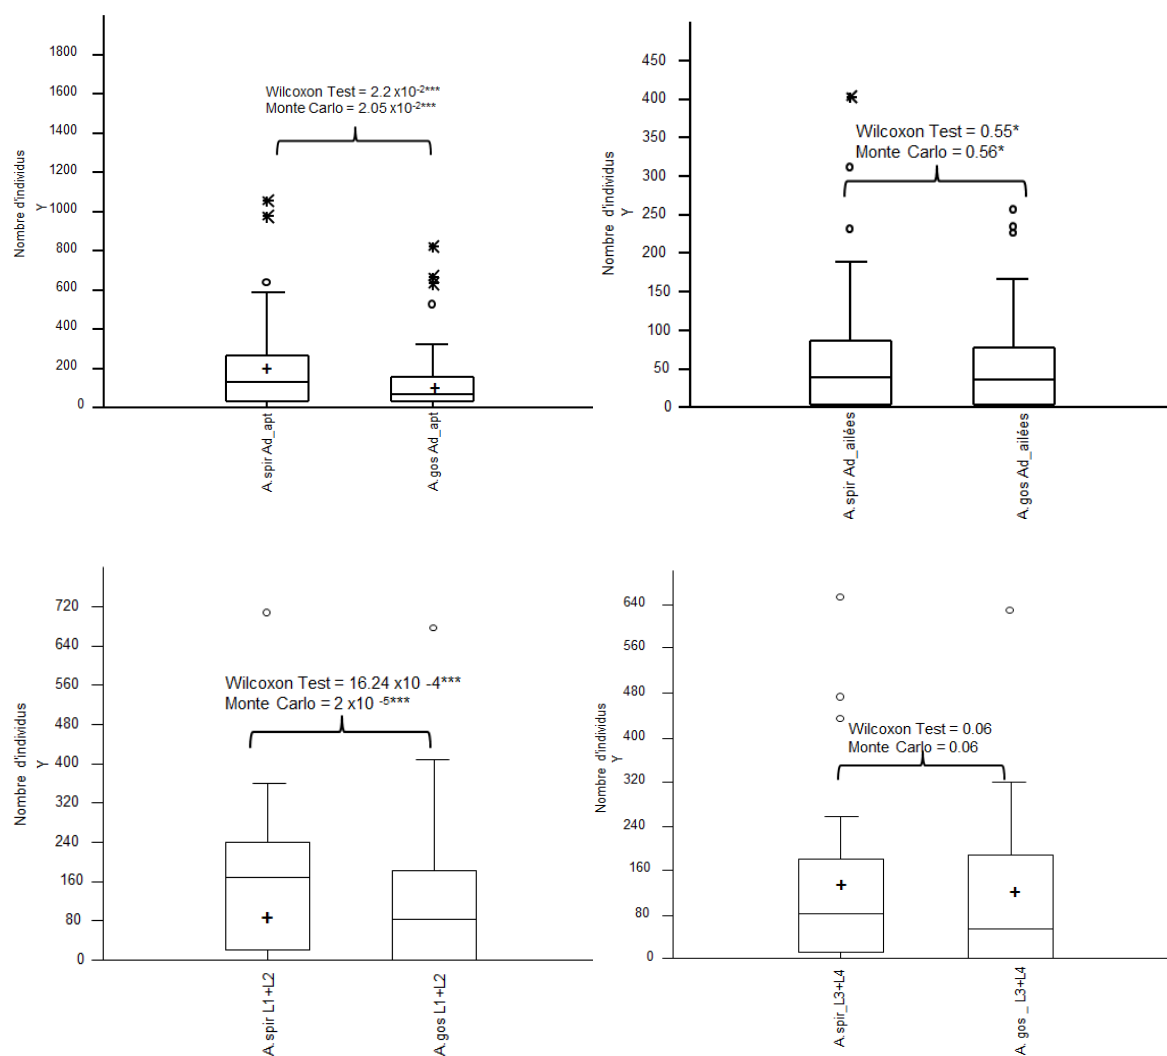 1800
1600
1400
1200
1000
800
600
400
200
0
Nombre d'individus
Y
Wilcoxon Test = 2.2 x10-2***
Monte Carlo = 2.05 x10-2***
A.spir Ad_apt
A.gos Ad_apt
450
400
350
300
250
200
150
100
50
0
Nombre d'individus
Y
Wilcoxon Test = 0.55*
Monte Carlo = 0.56*
A.spir Ad_ailées
A.gos Ad_ailées
720
640
560
480
400
320
240
160
80
0
Nombre d'individus
Y
Wilcoxon Test = 16.24 x10 -4***
Monte Carlo = 2 x10 -5***
A.spir L1+L2
A.gos L1+L2
640
560
480
400
320
240
160
80
0
Nombre d'individus
Y
Wilcoxon Test = 0.06
Monte Carlo = 0.06
A.spir_L3+L4
A.gos _ L3+L4